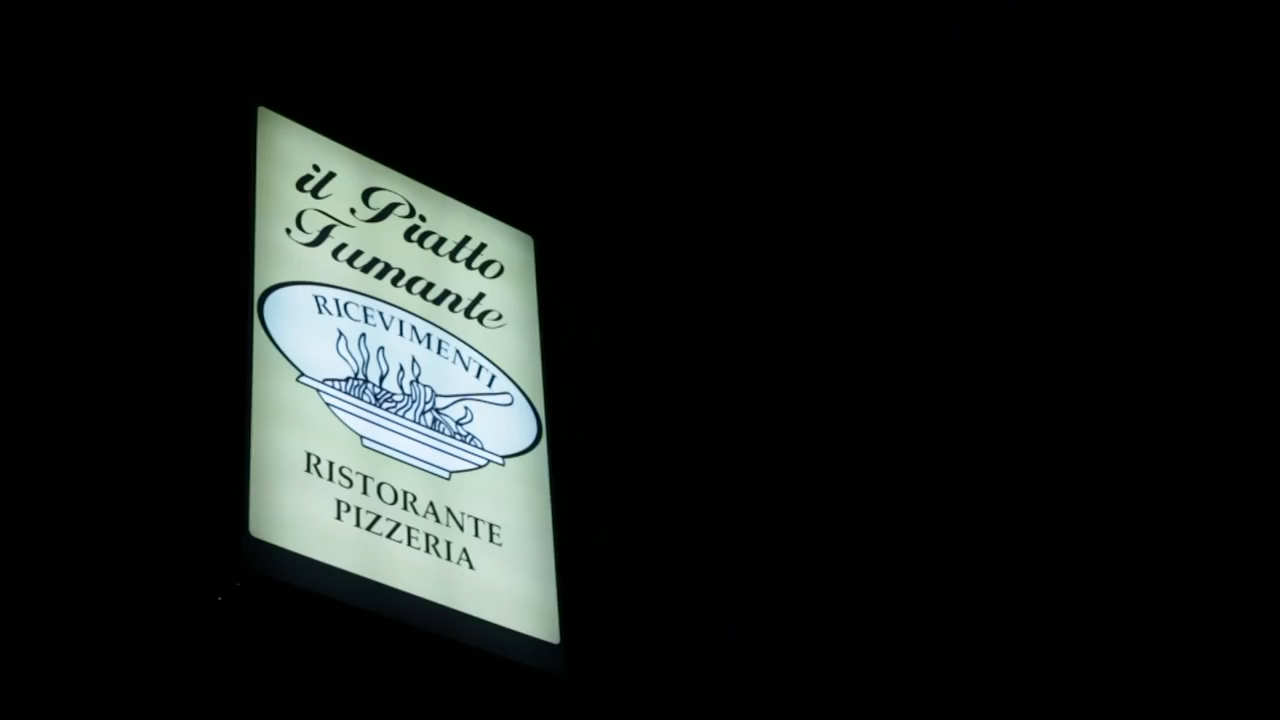 il Piatto
Fumante
RICEVIMENTI
RISTORANTE
PIZZERIA